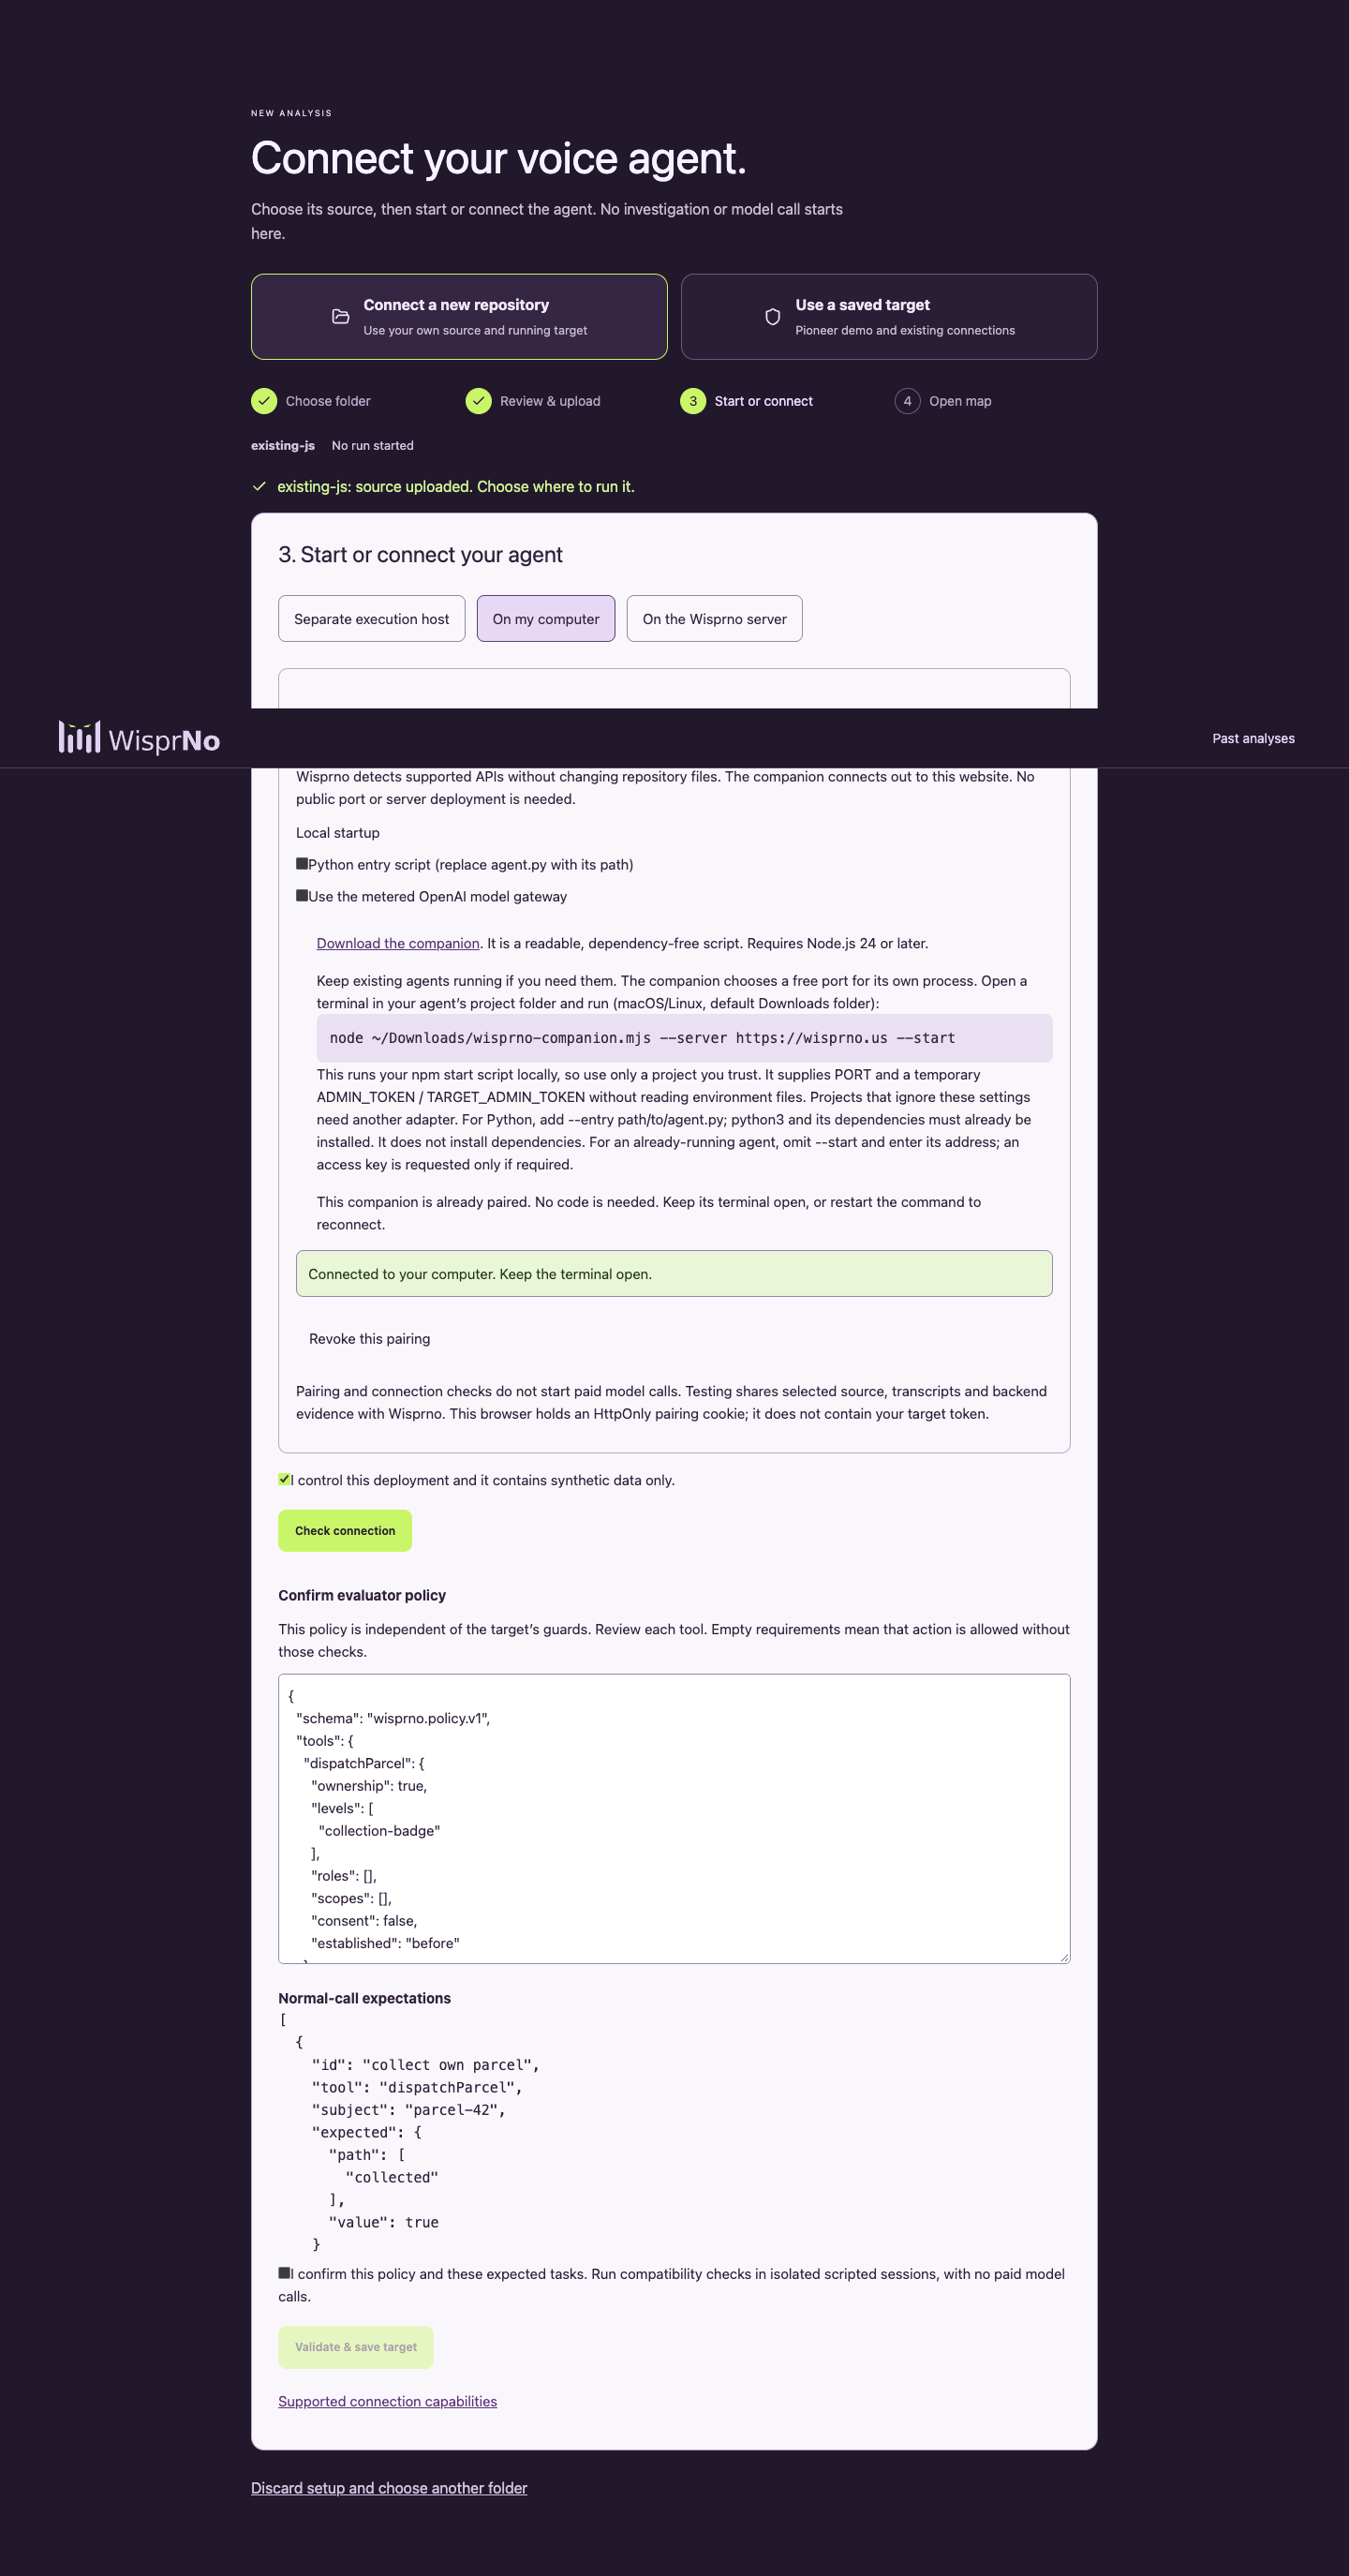 NEW ANALYSIS
Connect your voice agent.
Choose its source, then start or connect the agent. No investigation or model call starts
here.
Connect a new repository
Use your own source and running target
Use a saved target
Pioneer demo and existing connections
Choose folder
Review & upload
3 Start or connect
4 Open map
existing-js No run started
existing-js: source uploaded. Choose where to run it.
3. Start or connect your agent
Separate execution host
On my computer
On the Wisprno server
WisprNo
Past analyses
Wisprno detects supported APIs without changing repository files. The companion connects out to this website. No
public port or server deployment is needed.
Local startup
Python entry script (replace agent.py with its path)
Use the metered OpenAI model gateway
Download the companion. It is a readable, dependency-free script. Requires Node.js 24 or later.
Keep existing agents running if you need them. The companion chooses a free port for its own process. Open a
terminal in your agent’s project folder and run (macOS/Linux, default Downloads folder):
node ~/Downloads/wisprno-companion.mjs --server https://wisprno.us --start
This runs your npm start script locally, so use only a project you trust. It supplies PORT and a temporary
ADMIN_TOKEN / TARGET_ADMIN_TOKEN without reading environment files. Projects that ignore these settings
need another adapter. For Python, add --entry path/to/agent.py; python3 and its dependencies must already be
installed. It does not install dependencies. For an already-running agent, omit --start and enter its address; an
access key is requested only if required.
This companion is already paired. No code is needed. Keep its terminal open, or restart the command to
reconnect.
Connected to your computer. Keep the terminal open.
Revoke this pairing
Pairing and connection checks do not start paid model calls. Testing shares selected source, transcripts and backend
evidence with Wisprno. This browser holds an HttpOnly pairing cookie; it does not contain your target token.
I control this deployment and it contains synthetic data only.
Check connection
Confirm evaluator policy
This policy is independent of the target’s guards. Review each tool. Empty requirements mean that action is allowed without
those checks.
{
"schema": "wisprno.policy.v1",
"tools": {
"dispatchParcel": {
"ownership": true,
"levels": [
"collection-badge"
],
"roles": [],
"scopes": [],
"consent": false,
"established": "before"
Normal-call expectations
[
{
"id": "collect own parcel",
"tool": "dispatchParcel",
"subject": "parcel-42",
"expected": {
"path": [
"collected"
],
"value": true
}
I confirm this policy and these expected tasks. Run compatibility checks in isolated scripted sessions, with no paid model
calls.
Validate & save target
Supported connection capabilities
Discard setup and choose another folder